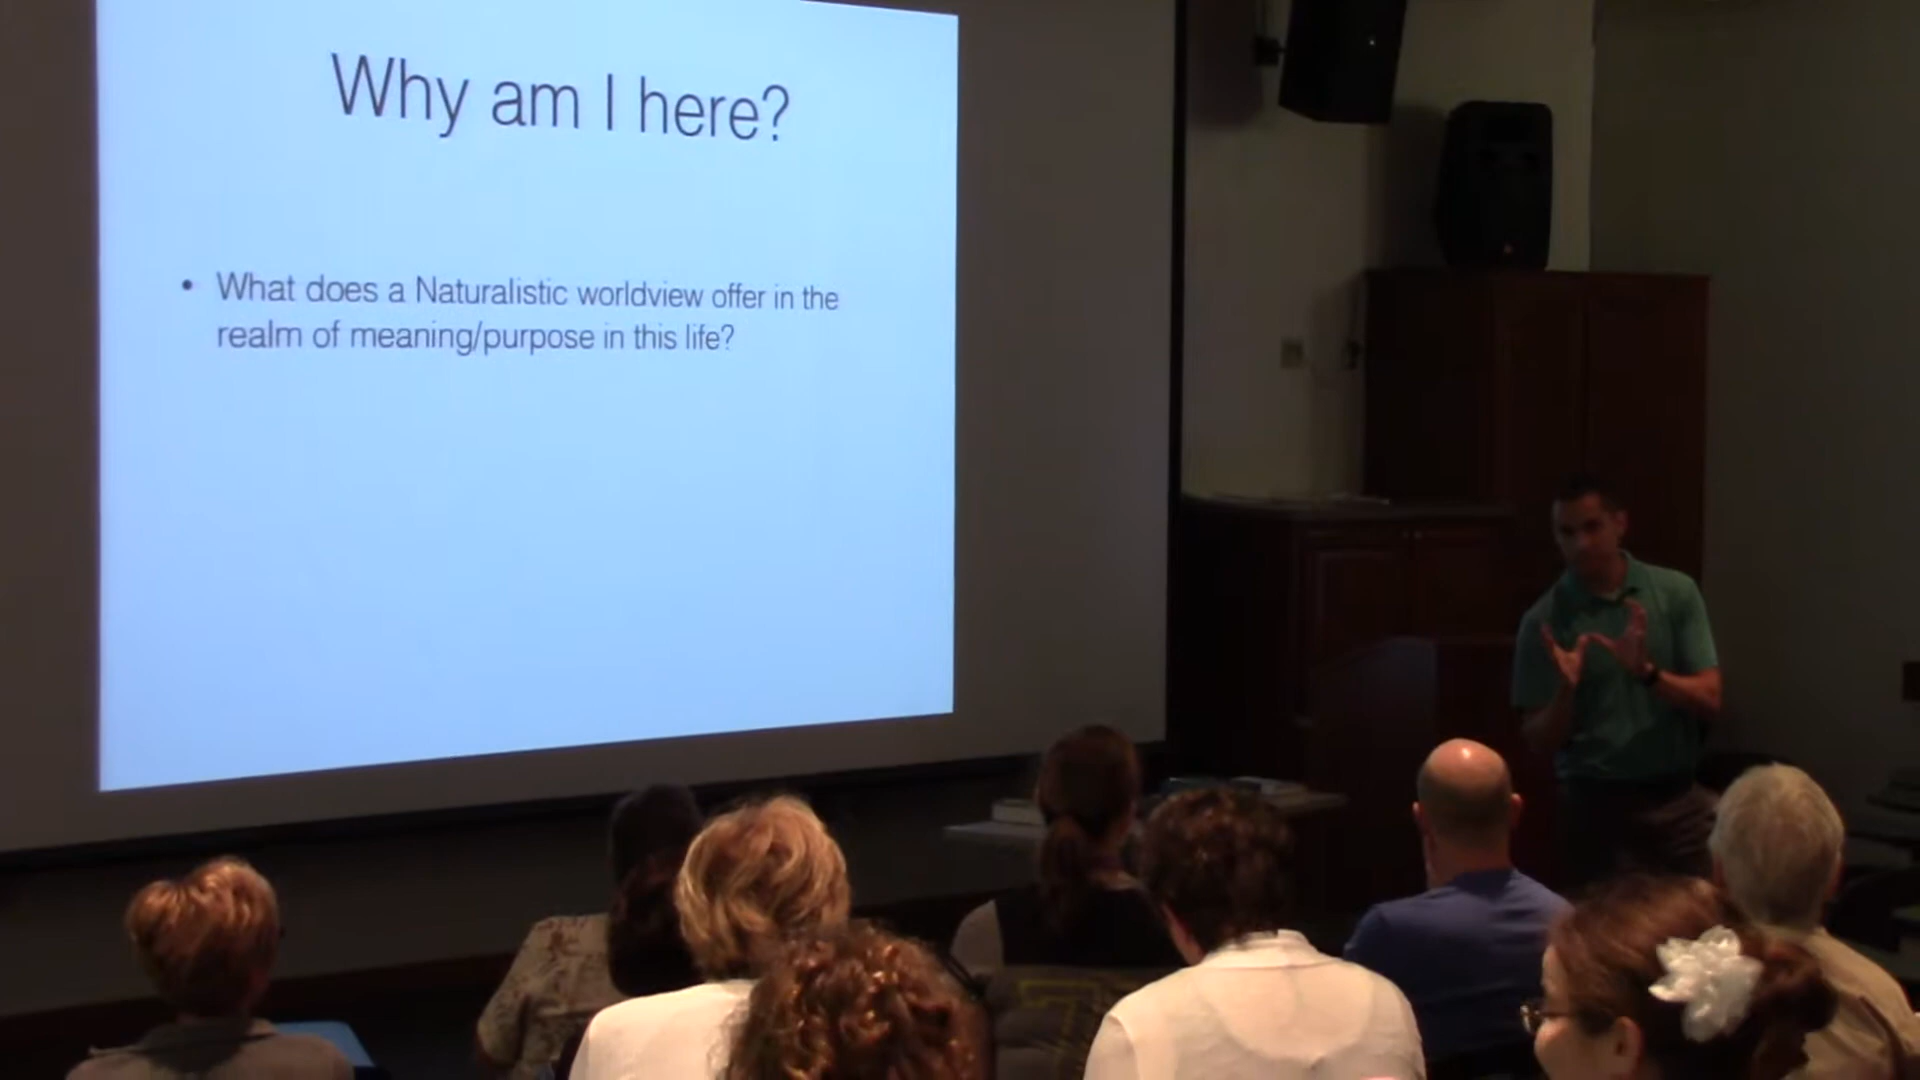 Why am I here?
• What does a Naturalistic worldview offer in the
realm of meaning/purpose in this life?